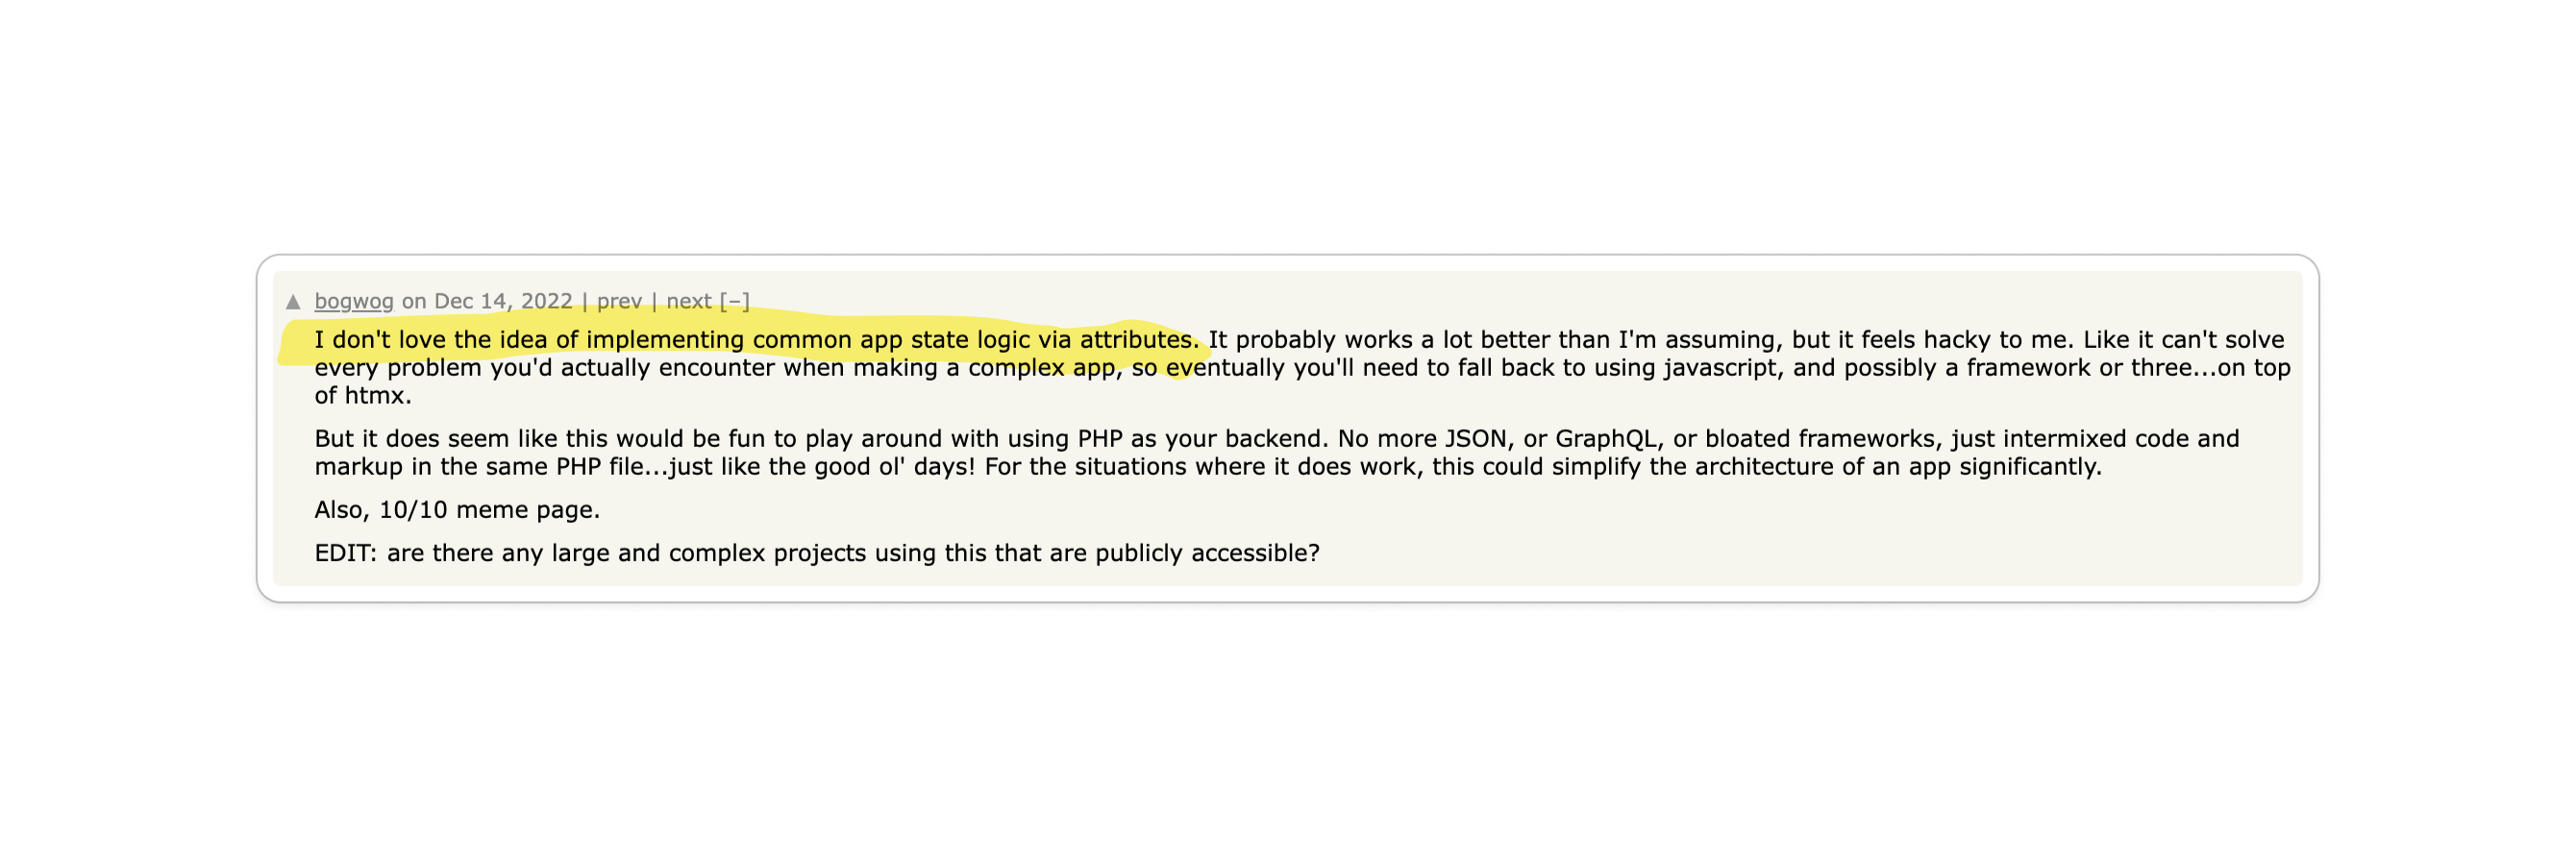 ▲ bogwog on Dec 14, 2022 | prev | next [–]
I don't love the idea of implementing common app state logic via attributes. It probably works a lot better than I'm assuming, but it feels hacky to me. Like it can't solve
every problem you'd actually encounter when making a complex app, so eventually you'll need to fall back to using javascript, and possibly a framework or three...on top
of htmx.
But it does seem like this would be fun to play around with using PHP as your backend. No more JSON, or GraphQL, or bloated frameworks, just intermixed code and
markup in the same PHP file...just like the good ol' days! For the situations where it does work, this could simplify the architecture of an app significantly.
Also, 10/10 meme page.
EDIT: are there any large and complex projects using this that are publicly accessible?